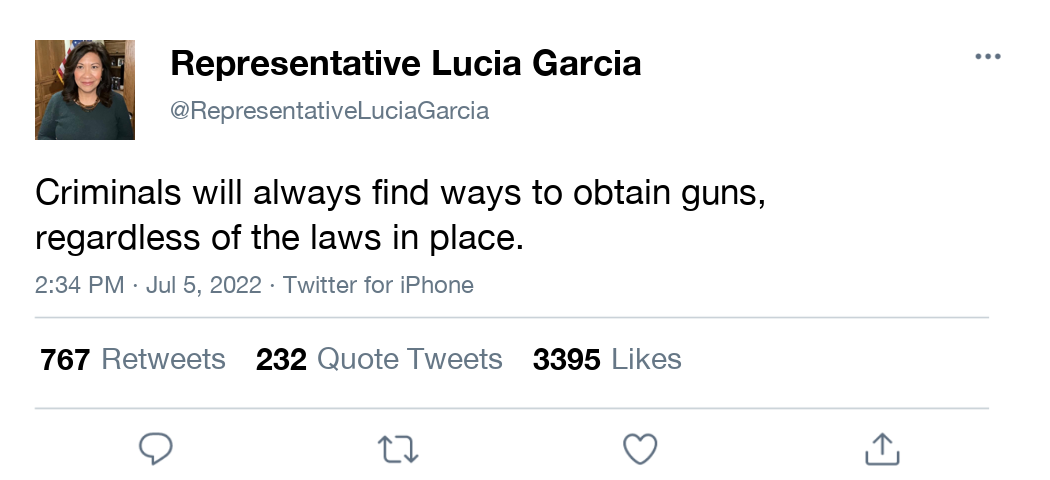 Representative Lucia Garcia
@RepresentativeLuciaGarcia
Criminals will always find ways to obtain guns,
regardless of the laws in place.
2:34 PM · Jul 5, 2022 · Twitter for iPhone
767 Retweets 232 Quote Tweets 3395 Likes